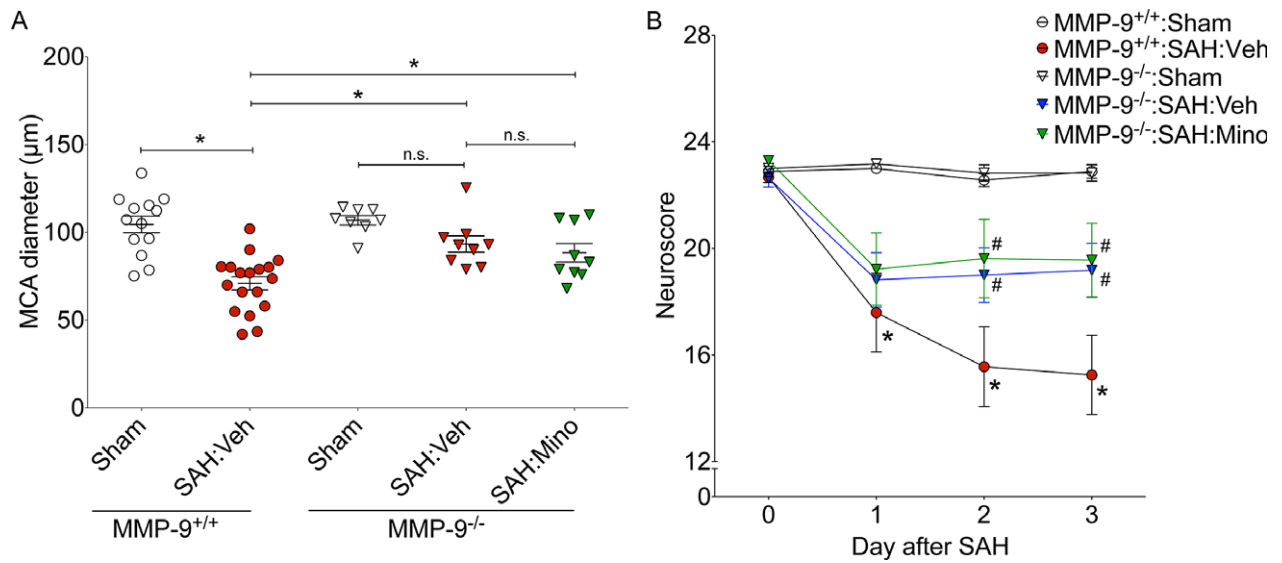 A
MCA diameter (µm)
200
150
100
50
0
*
*
*
n.s.
n.s.
Sham
SAH:Veh
Sham
SAH:Veh
SAH:Mino
MMP-9+/+
MMP-9-/-
B
Neuroscore
28
24
20
16
12
0
MMP-9+/+:Sham
MMP-9+/+:SAH:Veh
MMP-9-/-:Sham
MMP-9-/-:SAH:Veh
MMP-9-/-:SAH:Mino
*
*
*
#
#
#
#
0 1 2 3
Day after SAH